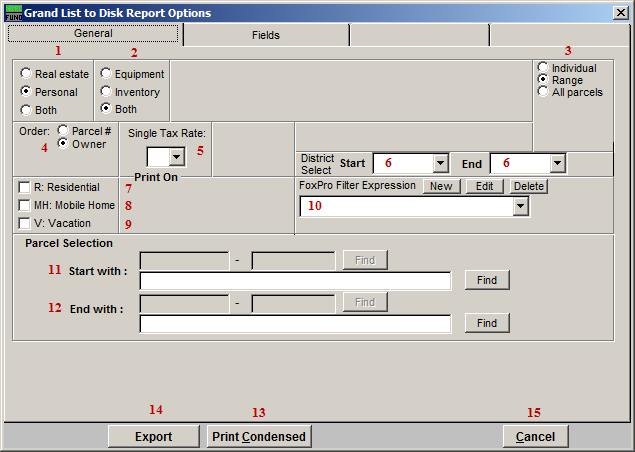 Grand List to Disk Report Options
FUND
General
Fields
1
2
3
Real estate
Personal
Both
Equipment
Inventory
Both
Individual
Range
All parcels
Order:
Parcel #
Owner
4
Single Tax Rate:
5
District Select
Start
6
End
6
Print On
R: Residential
7
MH: Mobile Home
8
V: Vacation
9
FoxPro Filter Expression
New
Edit
Delete
10
Parcel Selection
11
Start with :
-
Find
Find
12
End with :
-
Find
Find
14
13
15
Export
Print Condensed
Cancel